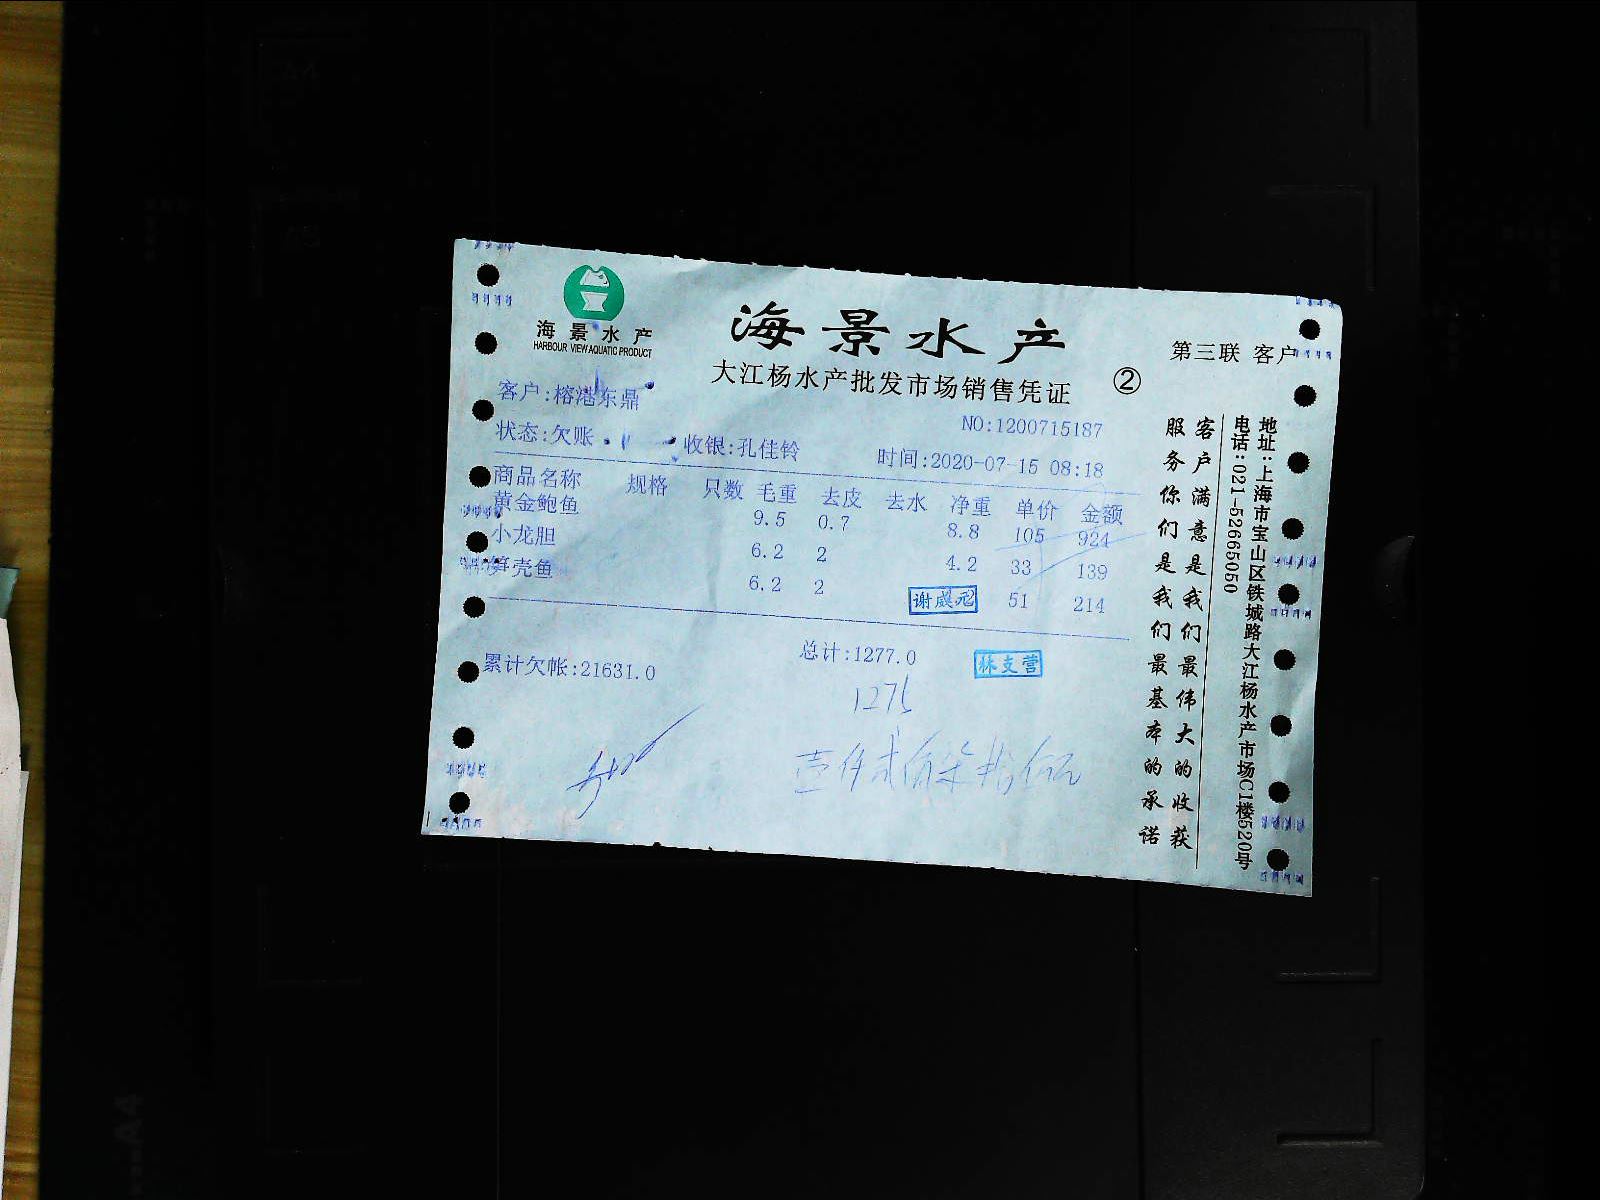 海景水产
HARBOUR VIEW AQUATIC PRODUCT
海景水产
大江杨水产批发市场销售凭证
②
第三联 客户
客户:榕港东鼎
NO:1200715187
状态:欠账
收银:孔佳铃
时间:2020-07-15 08:18
商品名称 规格 只数 毛重 去皮 去水 净重 单价 金额
黄金鲍鱼 9.5 0.7 8.8 105 924
小龙胆 6.2 2 4.2 33 139
笋壳鱼 6.2 2 51 214
林支营
累计欠帐:21631.0
总计:1277.0
1275
壹仟贰佰柒拾伍元
客户满意是我们最伟大的收获
服务你们是我们最基本的承诺
地址:上海市宝山区铁城路大江杨水产市场C1楼520号
电话:021-52665050